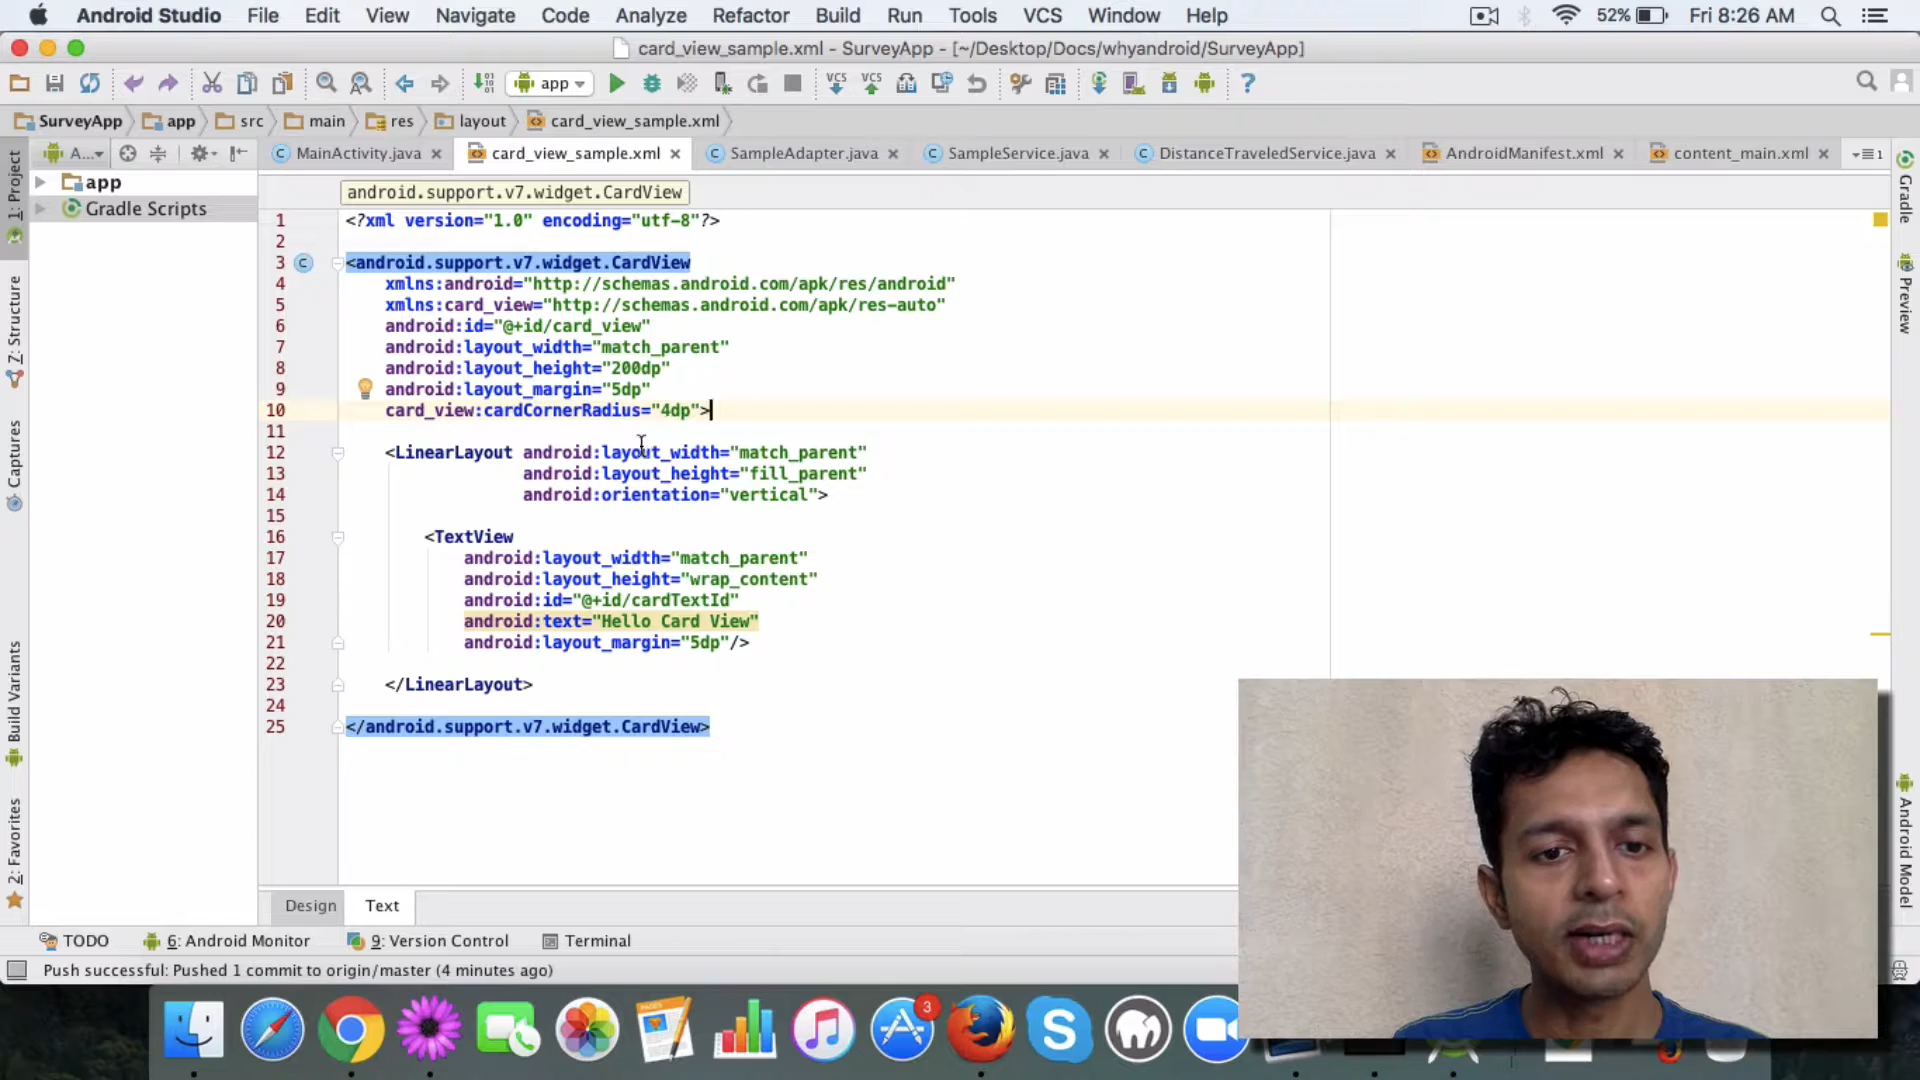 Android Studio File Edit View Navigate Code Analyze Refactor Build Run Tools VCS Window Help 52% Fri 8:26 AM
card_view_sample.xml - SurveyApp - [~/Desktop/Docs/whyandroid/SurveyApp]
app VCS VCS ?
SurveyApp app src main res layout card_view_sample.xml
A... MainActivity.java card_view_sample.xml SampleAdapter.java SampleService.java DistanceTraveledService.java AndroidManifest.xml content_main.xml
app
Gradle Scripts
1: Project
Z: Structure
Captures
Build Variants
2: Favorites
android.support.v7.widget.CardView
1 <?xml version="1.0" encoding="utf-8"?>
2
3 <android.support.v7.widget.CardView
4 xmlns:android="http://schemas.android.com/apk/res/android"
5 xmlns:card_view="http://schemas.android.com/apk/res-auto"
6 android:id="@+id/card_view"
7 android:layout_width="match_parent"
8 android:layout_height="200dp"
9 android:layout_margin="5dp"
10 card_view:cardCornerRadius="4dp">
11
12 <LinearLayout android:layout_width="match_parent"
13 android:layout_height="fill_parent"
14 android:orientation="vertical">
15
16 <TextView
17 android:layout_width="match_parent"
18 android:layout_height="wrap_content"
19 android:id="@+id/cardTextId"
20 android:text="Hello Card View"
21 android:layout_margin="5dp"/>
22
23 </LinearLayout>
24
25 </android.support.v7.widget.CardView>
Gradle
Preview
Android Model
Design Text
TODO 6: Android Monitor 9: Version Control Terminal
Push successful: Pushed 1 commit to origin/master (4 minutes ago)
PAGES
3